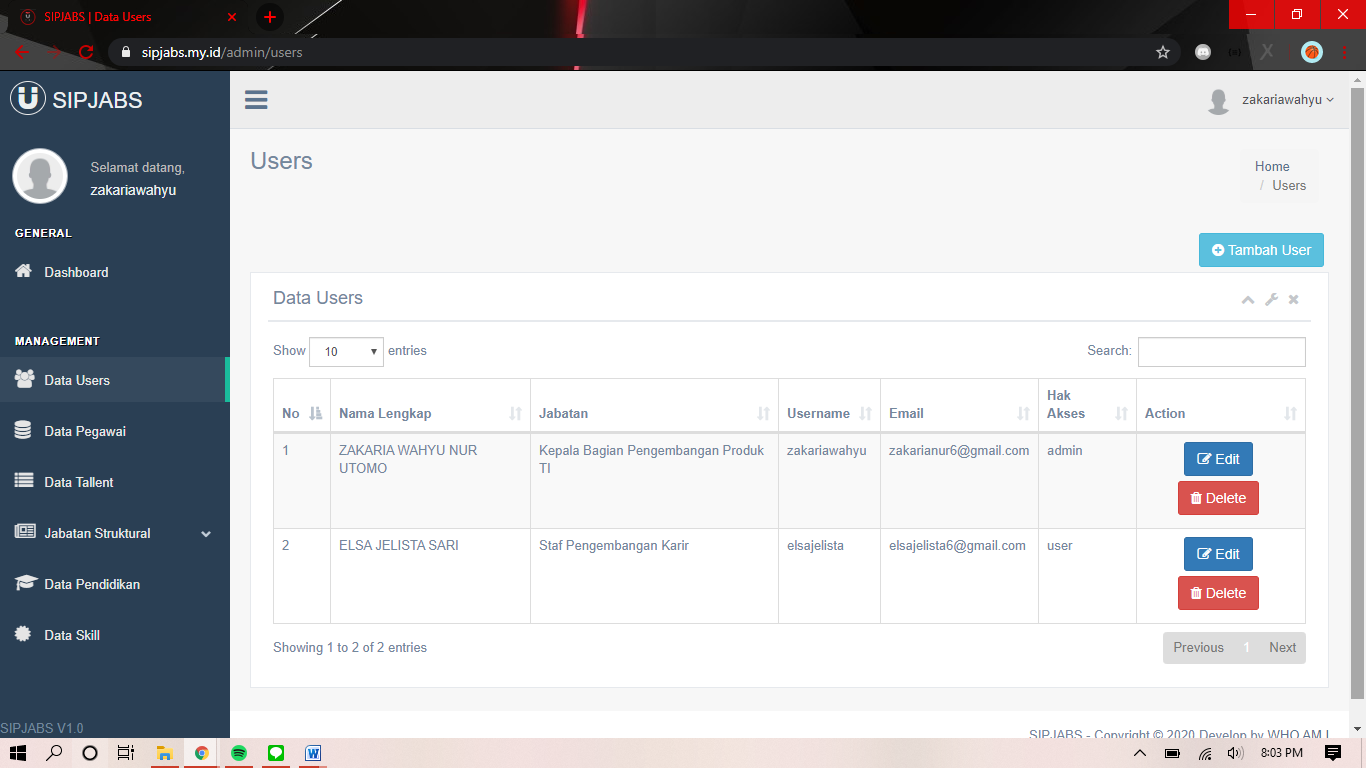 SIPJABS | Data Users
sipjabs.my.id/admin/users
SIPJABS
zakariawahyu
Selamat datang,
zakariawahyu
GENERAL
Dashboard
MANAGEMENT
Data Users
Data Pegawai
Data Tallent
Jabatan Struktural
Data Pendidikan
Data Skill
SIPJABS V1.0
Users
Home
/ Users
Tambah User
Data Users
Show 10 entries
Search:
No Nama Lengkap Jabatan Username Email Hak Akses Action
1 ZAKARIA WAHYU NUR UTOMO Kepala Bagian Pengembangan Produk TI zakariawahyu zakarianur6@gmail.com admin
Edit
Delete
2 ELSA JELISTA SARI Staf Pengembangan Karir elsajelista elsajelista6@gmail.com user
Edit
Delete
Showing 1 to 2 of 2 entries
Previous 1 Next
SIPJABS - Copyright © 2020 Develop by WHO AM I
8:03 PM